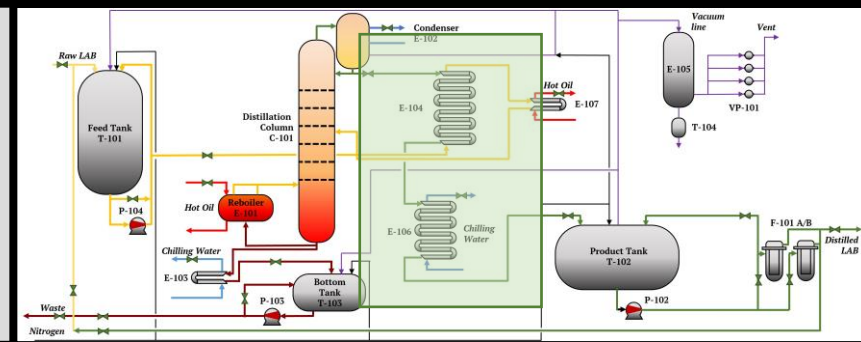 Raw LAB
Feed Tank
T-101
P-104
Distillation
Column
C-101
Hot Oil
Reboiler
E-101
Chilling Water
E-103
Waste
P-103
Bottom
Tank
T-103
Nitrogen
Condenser
E-102
E-104
Hot Oil
E-107
E-106
Chilling
Water
Vacuum
line
Vent
E-105
VP-101
T-104
Product Tank
T-102
P-102
F-101 A/B
Distilled
LAB